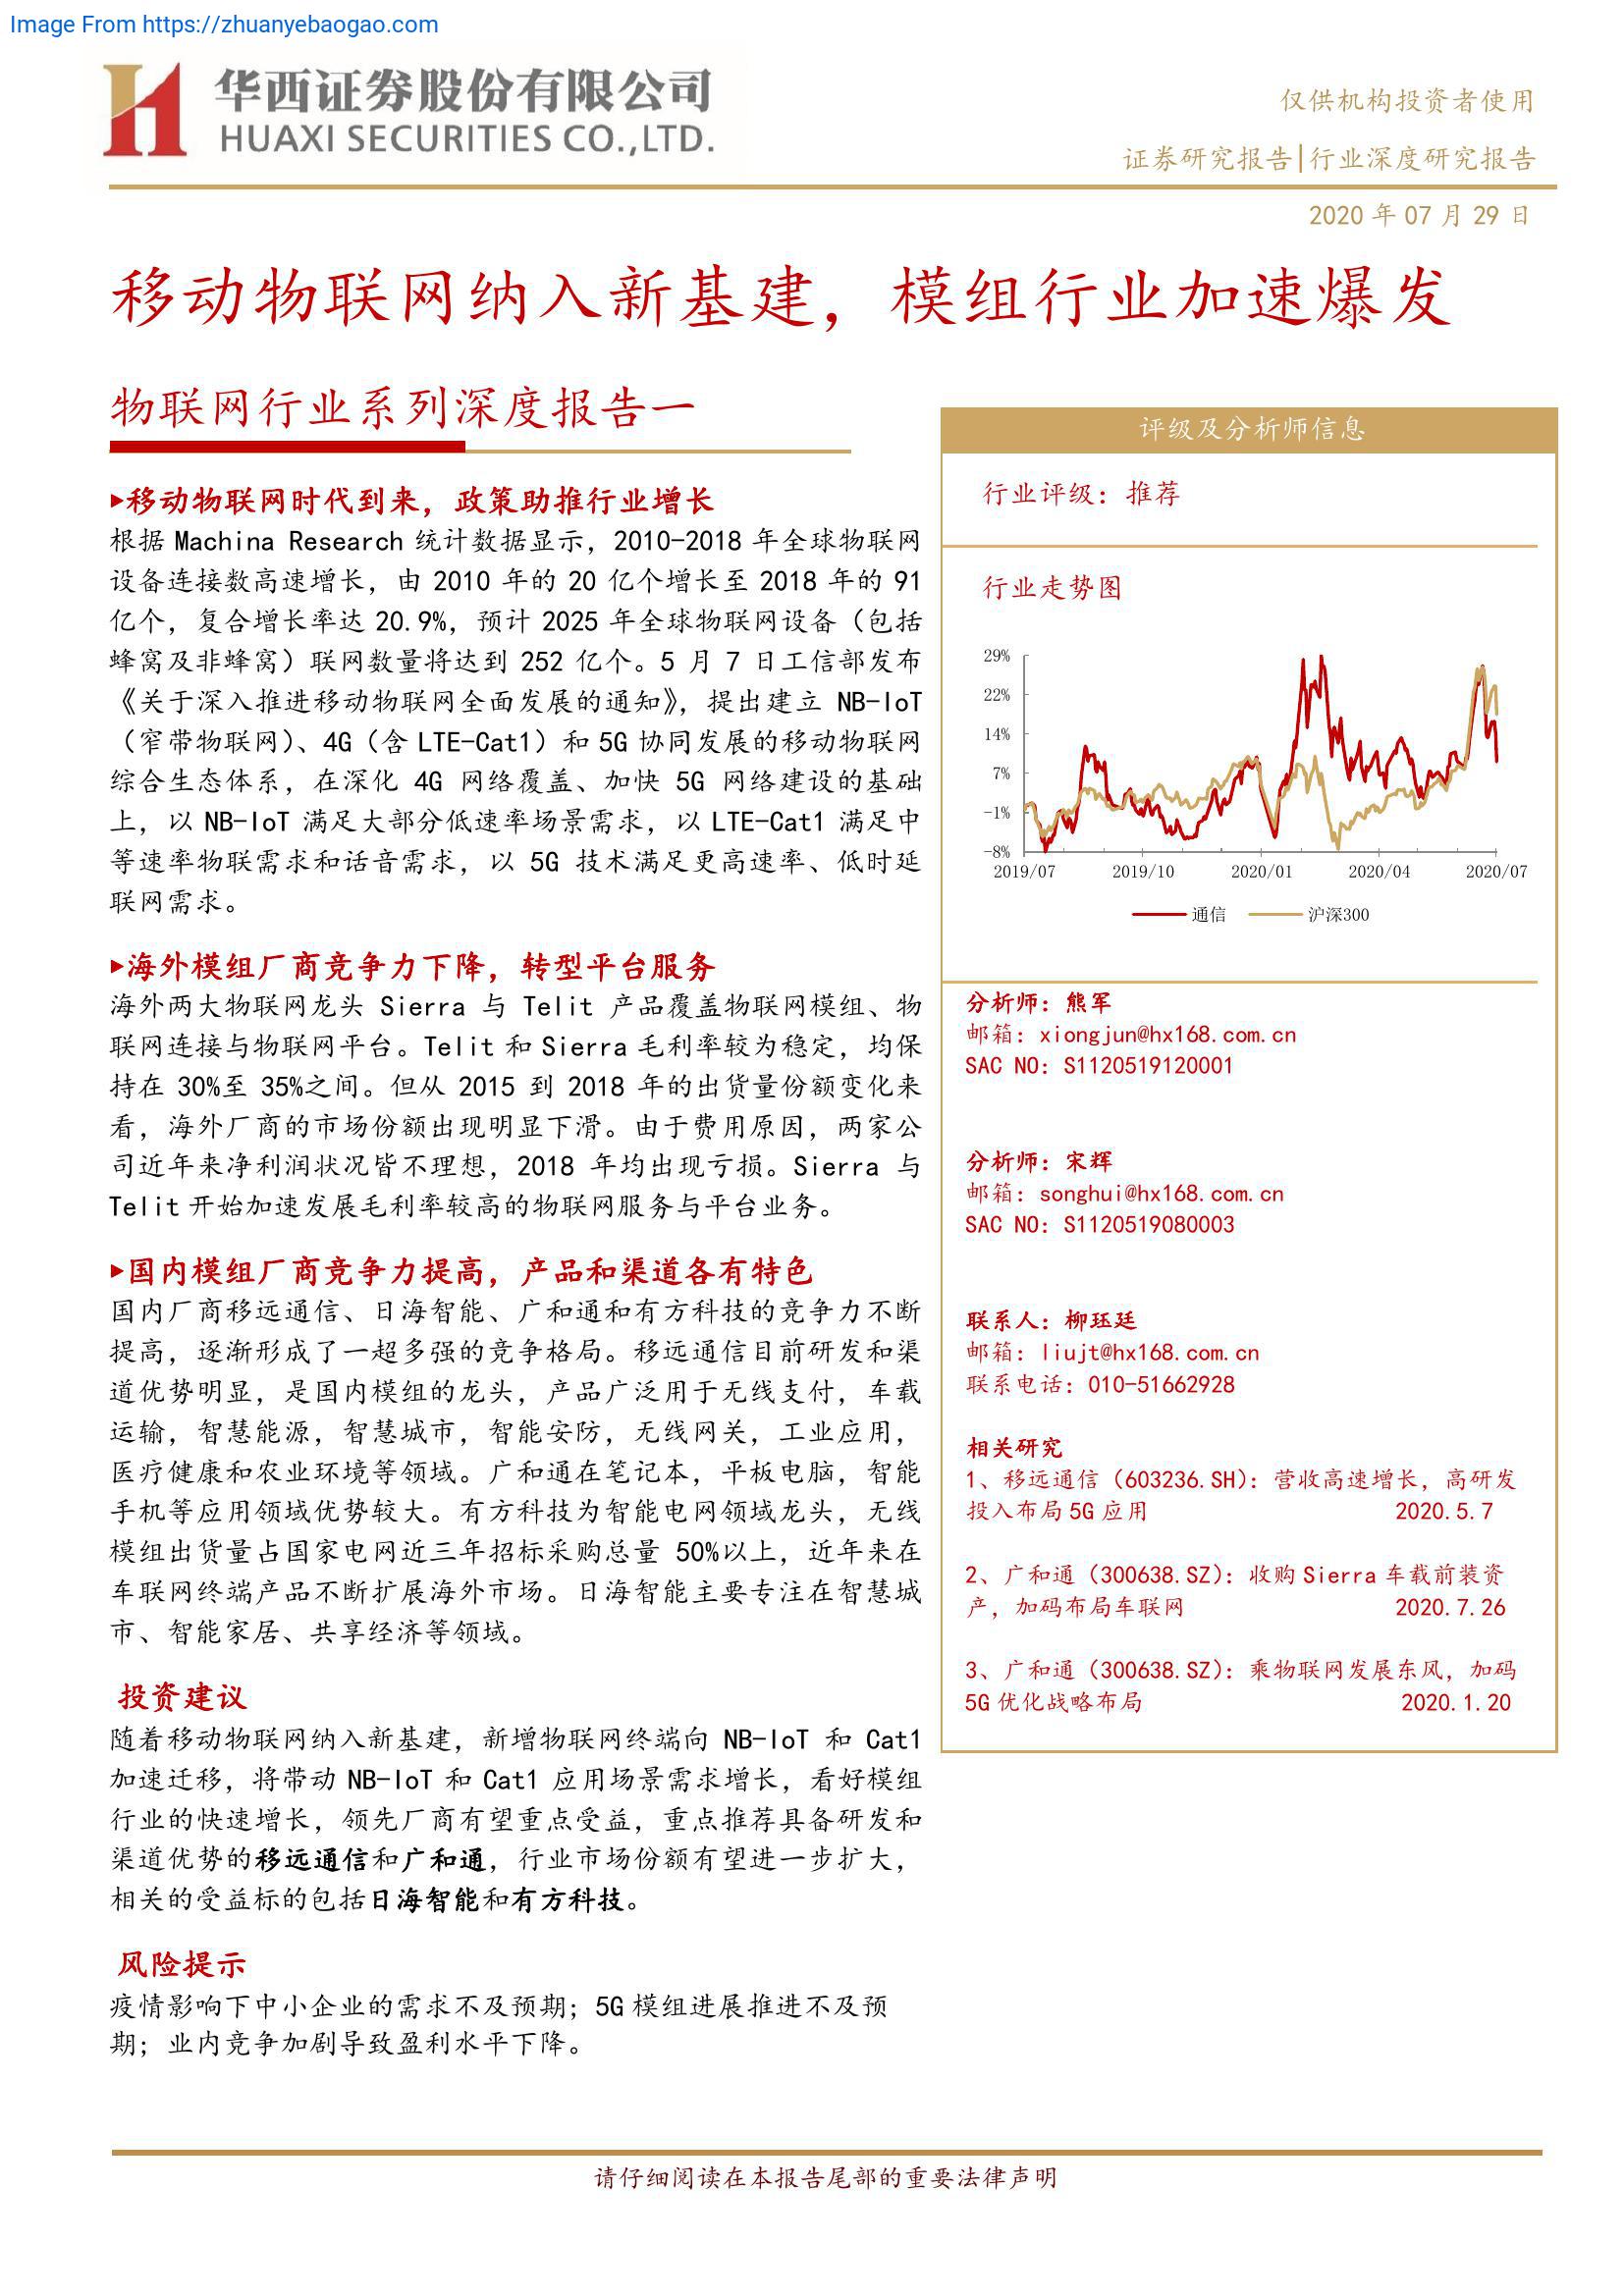 Image From https://zhuanyebaogao.com
华西证券股份有限公司
HUAXI SECURITIES CO.,LTD.
仅供机构投资者使用
证券研究报告|行业深度研究报告
2020 年 07 月 29 日
移动物联网纳入新基建，模组行业加速爆发
物联网行业系列深度报告一
▸移动物联网时代到来，政策助推行业增长
根据 Machina Research 统计数据显示，2010-2018 年全球物联网
设备连接数高速增长，由 2010 年的 20 亿个增长至 2018 年的 91
亿个，复合增长率达 20.9%，预计 2025 年全球物联网设备（包括
蜂窝及非蜂窝）联网数量将达到 252 亿个。5 月 7 日工信部发布
《关于深入推进移动物联网全面发展的通知》，提出建立 NB-IoT
（窄带物联网）、4G（含 LTE-Cat1）和 5G 协同发展的移动物联网
综合生态体系，在深化 4G 网络覆盖、加快 5G 网络建设的基础
上，以 NB-IoT 满足大部分低速率场景需求，以 LTE-Cat1 满足中
等速率物联需求和话音需求，以 5G 技术满足更高速率、低时延
联网需求。
▸海外模组厂商竞争力下降，转型平台服务
海外两大物联网龙头 Sierra 与 Telit 产品覆盖物联网模组、物
联网连接与物联网平台。Telit 和 Sierra 毛利率较为稳定，均保
持在 30%至 35%之间。但从 2015 到 2018 年的出货量份额变化来
看，海外厂商的市场份额出现明显下滑。由于费用原因，两家公
司近年来净利润状况皆不理想，2018 年均出现亏损。Sierra 与
Telit 开始加速发展毛利率较高的物联网服务与平台业务。
▸国内模组厂商竞争力提高，产品和渠道各有特色
国内厂商移远通信、日海智能、广和通和有方科技的竞争力不断
提高，逐渐形成了一超多强的竞争格局。移远通信目前研发和渠
道优势明显，是国内模组的龙头，产品广泛用于无线支付，车载
运输，智慧能源，智慧城市，智能安防，无线网关，工业应用，
医疗健康和农业环境等领域。广和通在笔记本，平板电脑，智能
手机等应用领域优势较大。有方科技为智能电网领域龙头，无线
模组出货量占国家电网近三年招标采购总量 50%以上，近年来在
车联网终端产品不断扩展海外市场。日海智能主要专注在智慧城
市、智能家居、共享经济等领域。
投资建议
随着移动物联网纳入新基建，新增物联网终端向 NB-IoT 和 Cat1
加速迁移，将带动 NB-IoT 和 Cat1 应用场景需求增长，看好模组
行业的快速增长，领先厂商有望重点受益，重点推荐具备研发和
渠道优势的移远通信和广和通，行业市场份额有望进一步扩大，
相关的受益标的包括日海智能和有方科技。
风险提示
疫情影响下中小企业的需求不及预期；5G 模组进展推进不及预
期；业内竞争加剧导致盈利水平下降。
评级及分析师信息
行业评级：推荐
行业走势图
29%
22%
14%
7%
-1%
-8%
2019/07 2019/10 2020/01 2020/04 2020/07
通信 沪深300
分析师：熊军
邮箱：xiongjun@hx168.com.cn
SAC NO：S1120519120001
分析师：宋辉
邮箱：songhui@hx168.com.cn
SAC NO：S1120519080003
联系人：柳珏廷
邮箱：liujt@hx168.com.cn
联系电话：010-51662928
相关研究
1、移远通信（603236.SH）：营收高速增长，高研发
投入布局 5G 应用 2020.5.7
2、广和通（300638.SZ）：收购 Sierra 车载前装资
产，加码布局车联网 2020.7.26
3、广和通（300638.SZ）：乘物联网发展东风，加码
5G 优化战略布局 2020.1.20
请仔细阅读在本报告尾部的重要法律声明